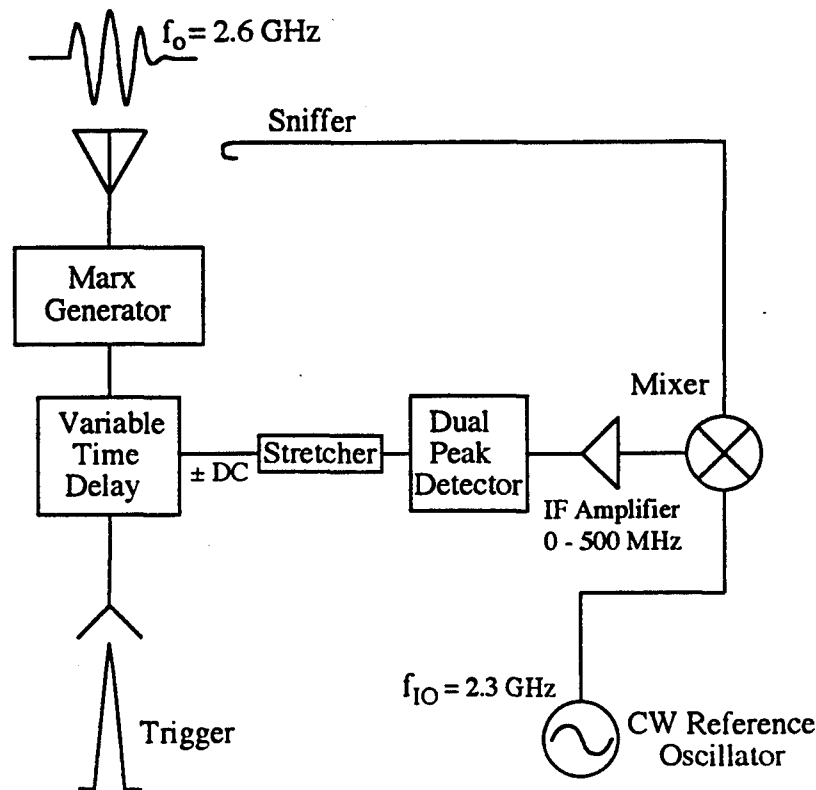 f₀ = 2.6 GHz
Sniffer
Marx
Generator
Mixer
Variable
Time
Delay
± DC
Stretcher
Dual
Peak
Detector
IF Amplifier
0 - 500 MHz
f_IO = 2.3 GHz
Trigger
CW Reference
Oscillator